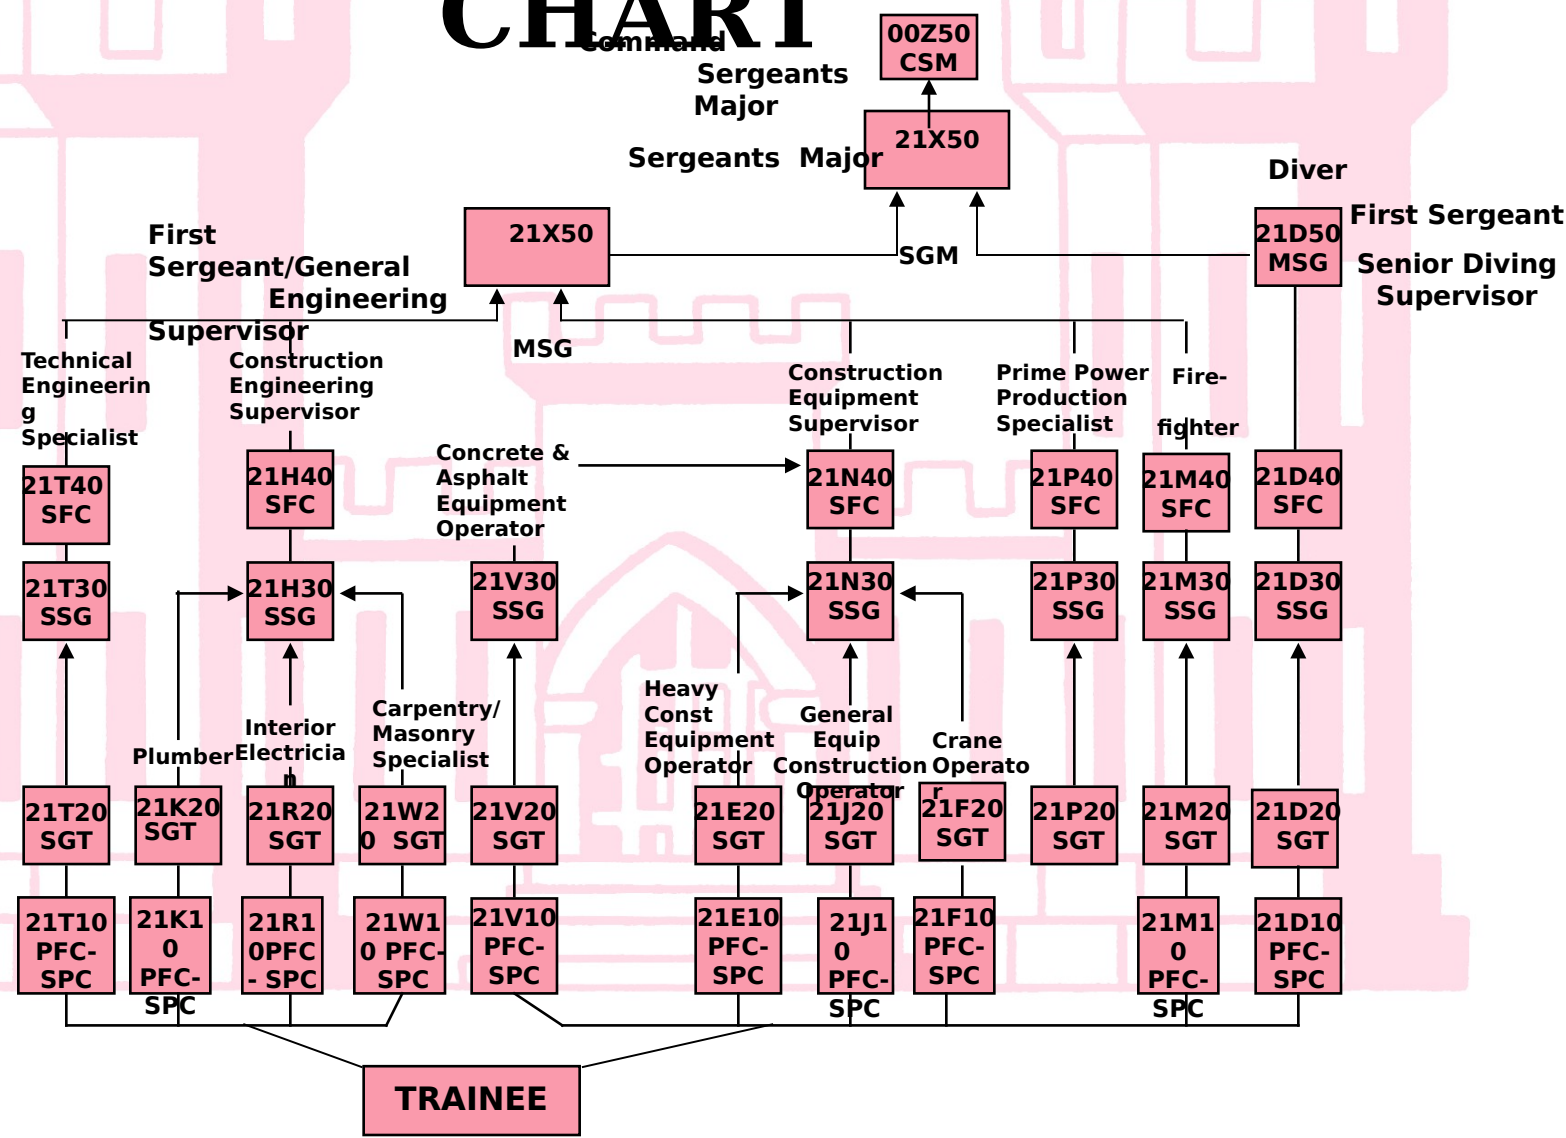 CHART
Command
Sergeants
Major
00Z50
CSM
Sergeants Major
21X50
Diver
First
Sergeant/General
Engineering
Supervisor
21X50
SGM
21D50
MSG
First Sergeant
Senior Diving
Supervisor
MSG
Technical
Engineerin
g
Specialist
Construction
Engineering
Supervisor
Concrete &
Asphalt
Equipment
Operator
Construction
Equipment
Supervisor
Prime Power
Production
Specialist
Fire-
fighter
21T40
SFC
21H40
SFC
21N40
SFC
21P40
SFC
21M40
SFC
21D40
SFC
21T30
SSG
21H30
SSG
21V30
SSG
21N30
SSG
21P30
SSG
21M30
SSG
21D30
SSG
Plumber
Interior
Electricia
n
Carpentry/
Masonry
Specialist
Heavy
Const
Equipment
Operator
General
Equip
Construction
Operator
Crane
Operato
r
21T20
SGT
21K20
SGT
21R20
SGT
21W2
0 SGT
21V20
SGT
21E20
SGT
21J20
SGT
21F20
SGT
21P20
SGT
21M20
SGT
21D20
SGT
21T10
PFC-
SPC
21K1
0
PFC-
SPC
21R1
0PFC
- SPC
21W1
0 PFC-
SPC
21V10
PFC-
SPC
21E10
PFC-
SPC
21J1
0
PFC-
SPC
21F10
PFC-
SPC
21M1
0
PFC-
SPC
21D10
PFC-
SPC
TRAINEE